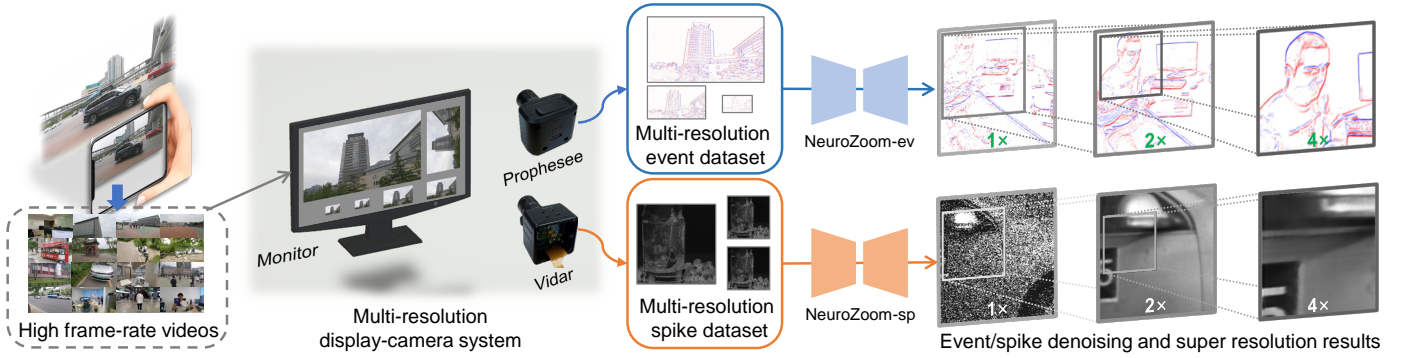 High frame-rate videos
Monitor
Prophesee
Vidar
Multi-resolution
display-camera system
Multi-resolution
event dataset
Multi-resolution
spike dataset
NeuroZoom-ev
NeuroZoom-sp
1×
2×
4×
1×
2×
4×
Event/spike denoising and super resolution results